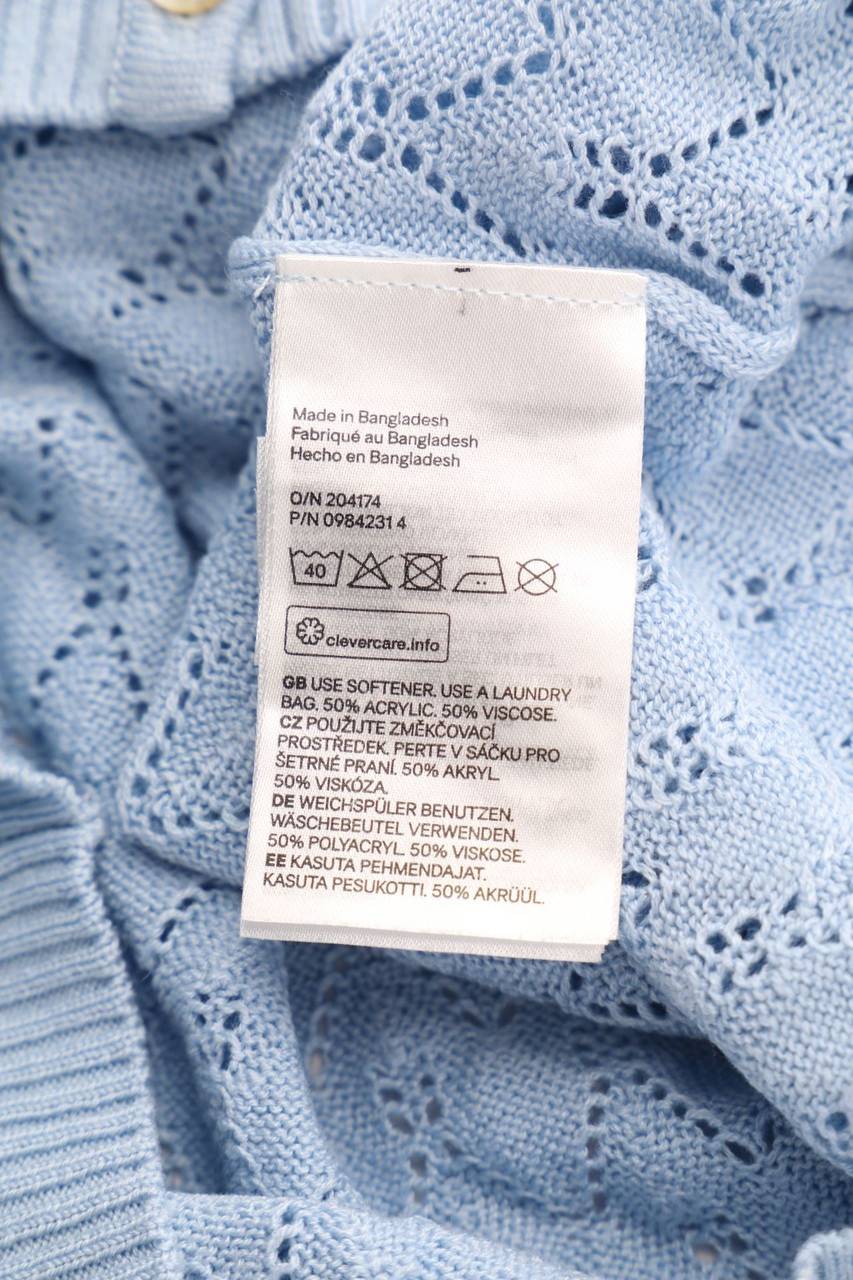 Made in Bangladesh
Fabriqué au Bangladesh
Hecho en Bangladesh
O/N 204174
P/N 0984231 4
40
clevercare.info
GB USE SOFTENER. USE A LAUNDRY
BAG. 50% ACRYLIC. 50% VISCOSE.
CZ POUŽIJTE ZMĚKČOVACÍ
PROSTŘEDEK. PERTE V SÁČKU PRO
ŠETRNÉ PRANÍ. 50% AKRYL.
50% VISKÓZA.
DE WEICHSPÜLER BENUTZEN.
WÄSCHEBEUTEL VERWENDEN.
50% POLYACRYL. 50% VISKOSE.
EE KASUTA PEHMENDAJAT.
KASUTA PESUKOTTI. 50% AKRÜÜL.